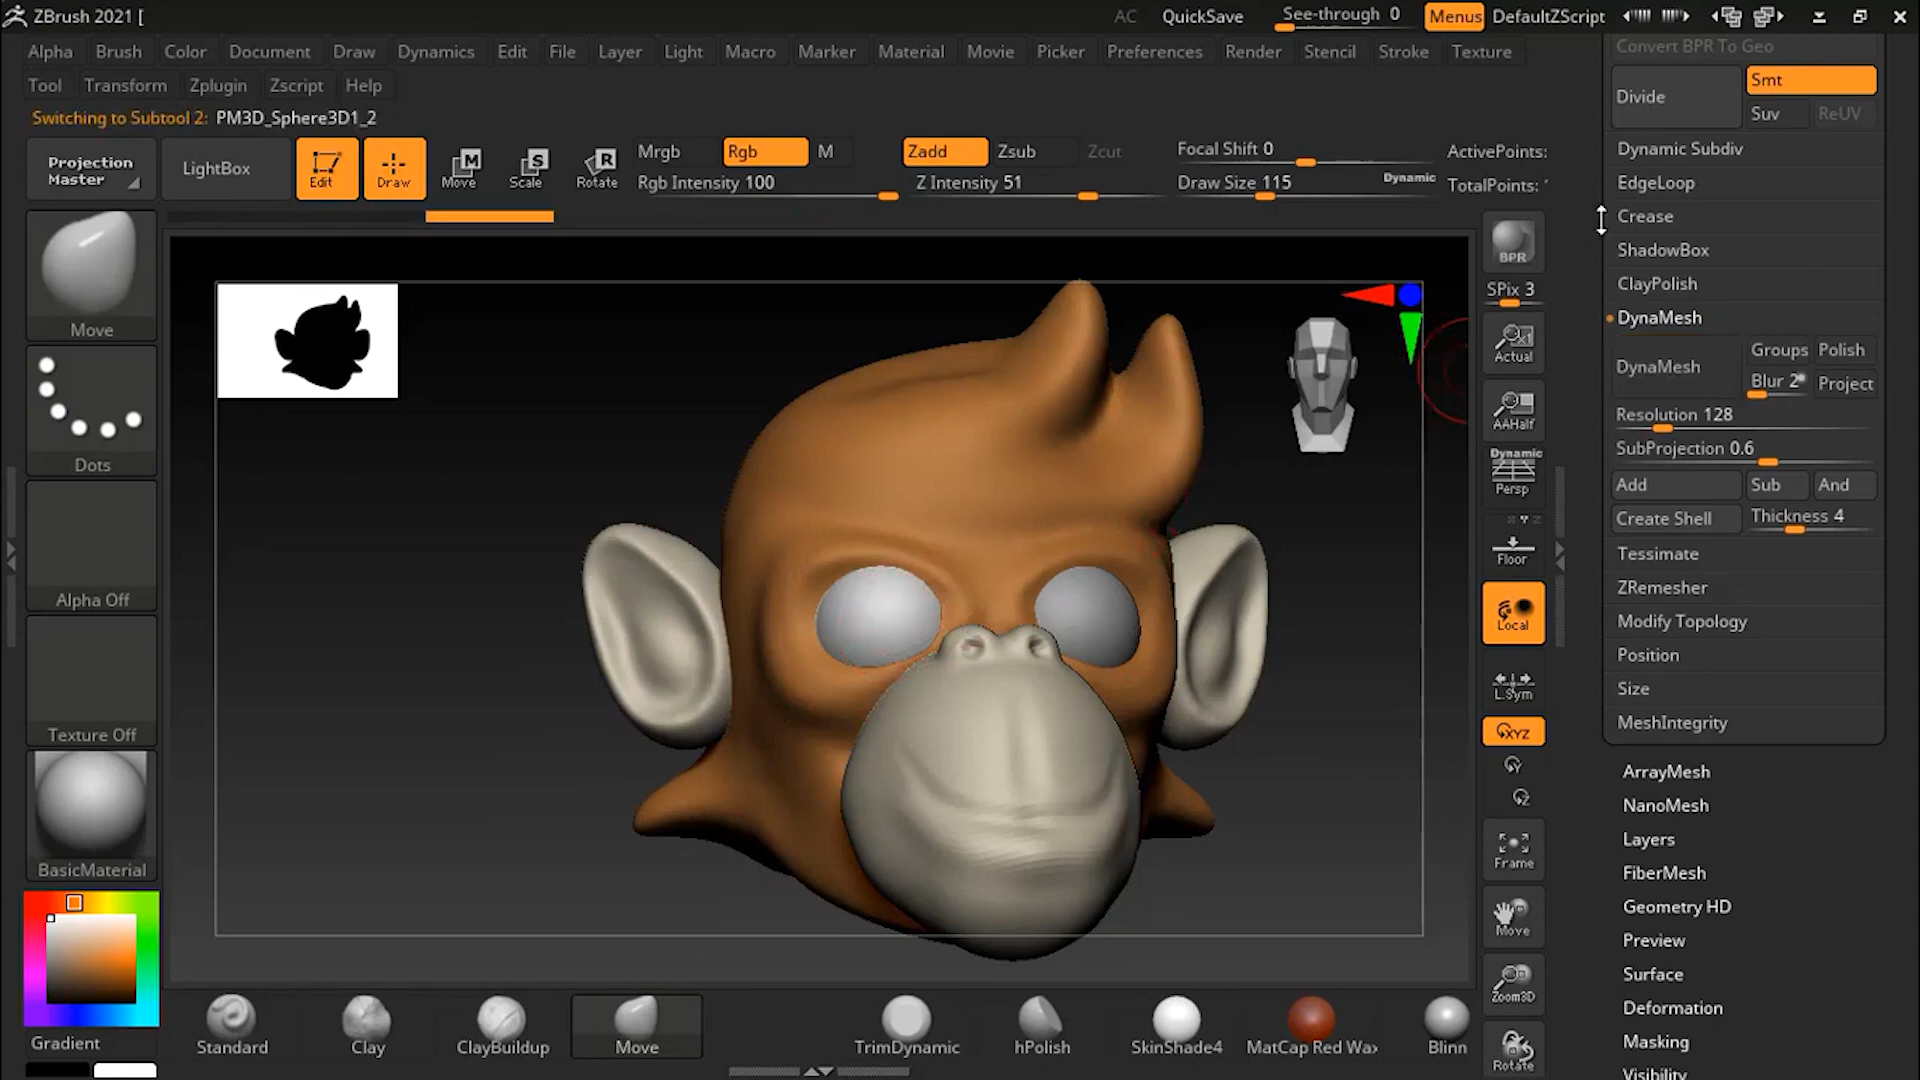 ZBrush 2021 [
AC QuickSave See-through 0 Menus DefaultZScript
Alpha Brush Color Document Draw Dynamics Edit File Layer Light Macro Marker Material Movie Picker Preferences Render Stencil Stroke Texture
Tool Transform Zplugin Zscript Help
Switching to Subtool 2: PM3D_Sphere3D1_2
Projection Master
LightBox
Edit
Draw
M
Move
S
Scale
R
Rotate
Mrgb Rgb M
Rgb Intensity 100
Zadd Zsub Zcut
Z Intensity 51
Focal Shift 0
Draw Size 115
Dynamic
ActivePoints:
TotalPoints:
Move
Dots
Alpha Off
Texture Off
BasicMaterial
Gradient
BPR
SPix 3
Actual
AAHalf
Dynamic
Persp
Floor
Local
L.Sym
XYZ
Y
Z
Frame
Move
Zoom3D
Rotate
Convert BPR To Geo
Divide
Smt
Suv
ReUV
Dynamic Subdiv
EdgeLoop
Crease
ShadowBox
ClayPolish
DynaMesh
DynaMesh
Groups Polish
Blur 2
Project
Resolution 128
SubProjection 0.6
Add Sub And
Create Shell Thickness 4
Tessimate
ZRemesher
Modify Topology
Position
Size
MeshIntegrity
ArrayMesh
NanoMesh
Layers
FiberMesh
Geometry HD
Preview
Surface
Deformation
Masking
Visibility
Standard Clay ClayBuildup Move TrimDynamic hPolish SkinShade4 MatCap Red Wax Blinn